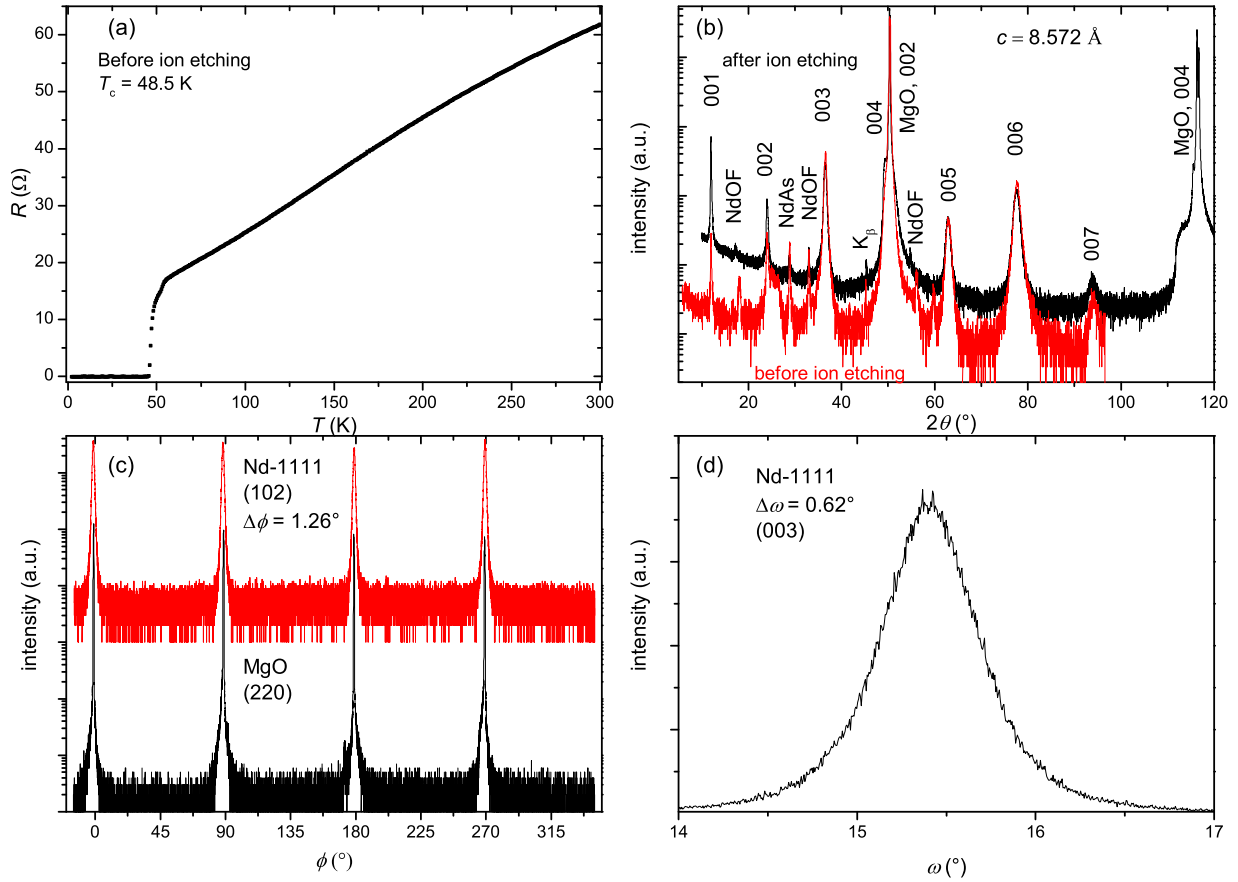 (a)
Before ion etching
Tc = 48.5 K
60
50
40
30
20
10
0
R (Ω)
0
50
100
150
200
250
300
T (K)
(b)
c = 8.572 Å
after ion etching
001
NdOF
002
NdAs
NdOF
003
Kβ
004
MgO, 002
NdOF
005
006
007
MgO, 004
before ion etching
intensity (a.u.)
20
40
60
80
100
120
2θ (°)
(c)
Nd-1111
(102)
Δϕ = 1.26°
MgO
(220)
intensity (a.u.)
0
45
90
135
180
225
270
315
ϕ (°)
(d)
Nd-1111
Δω = 0.62°
(003)
intensity (a.u.)
14
15
16
17
ω (°)